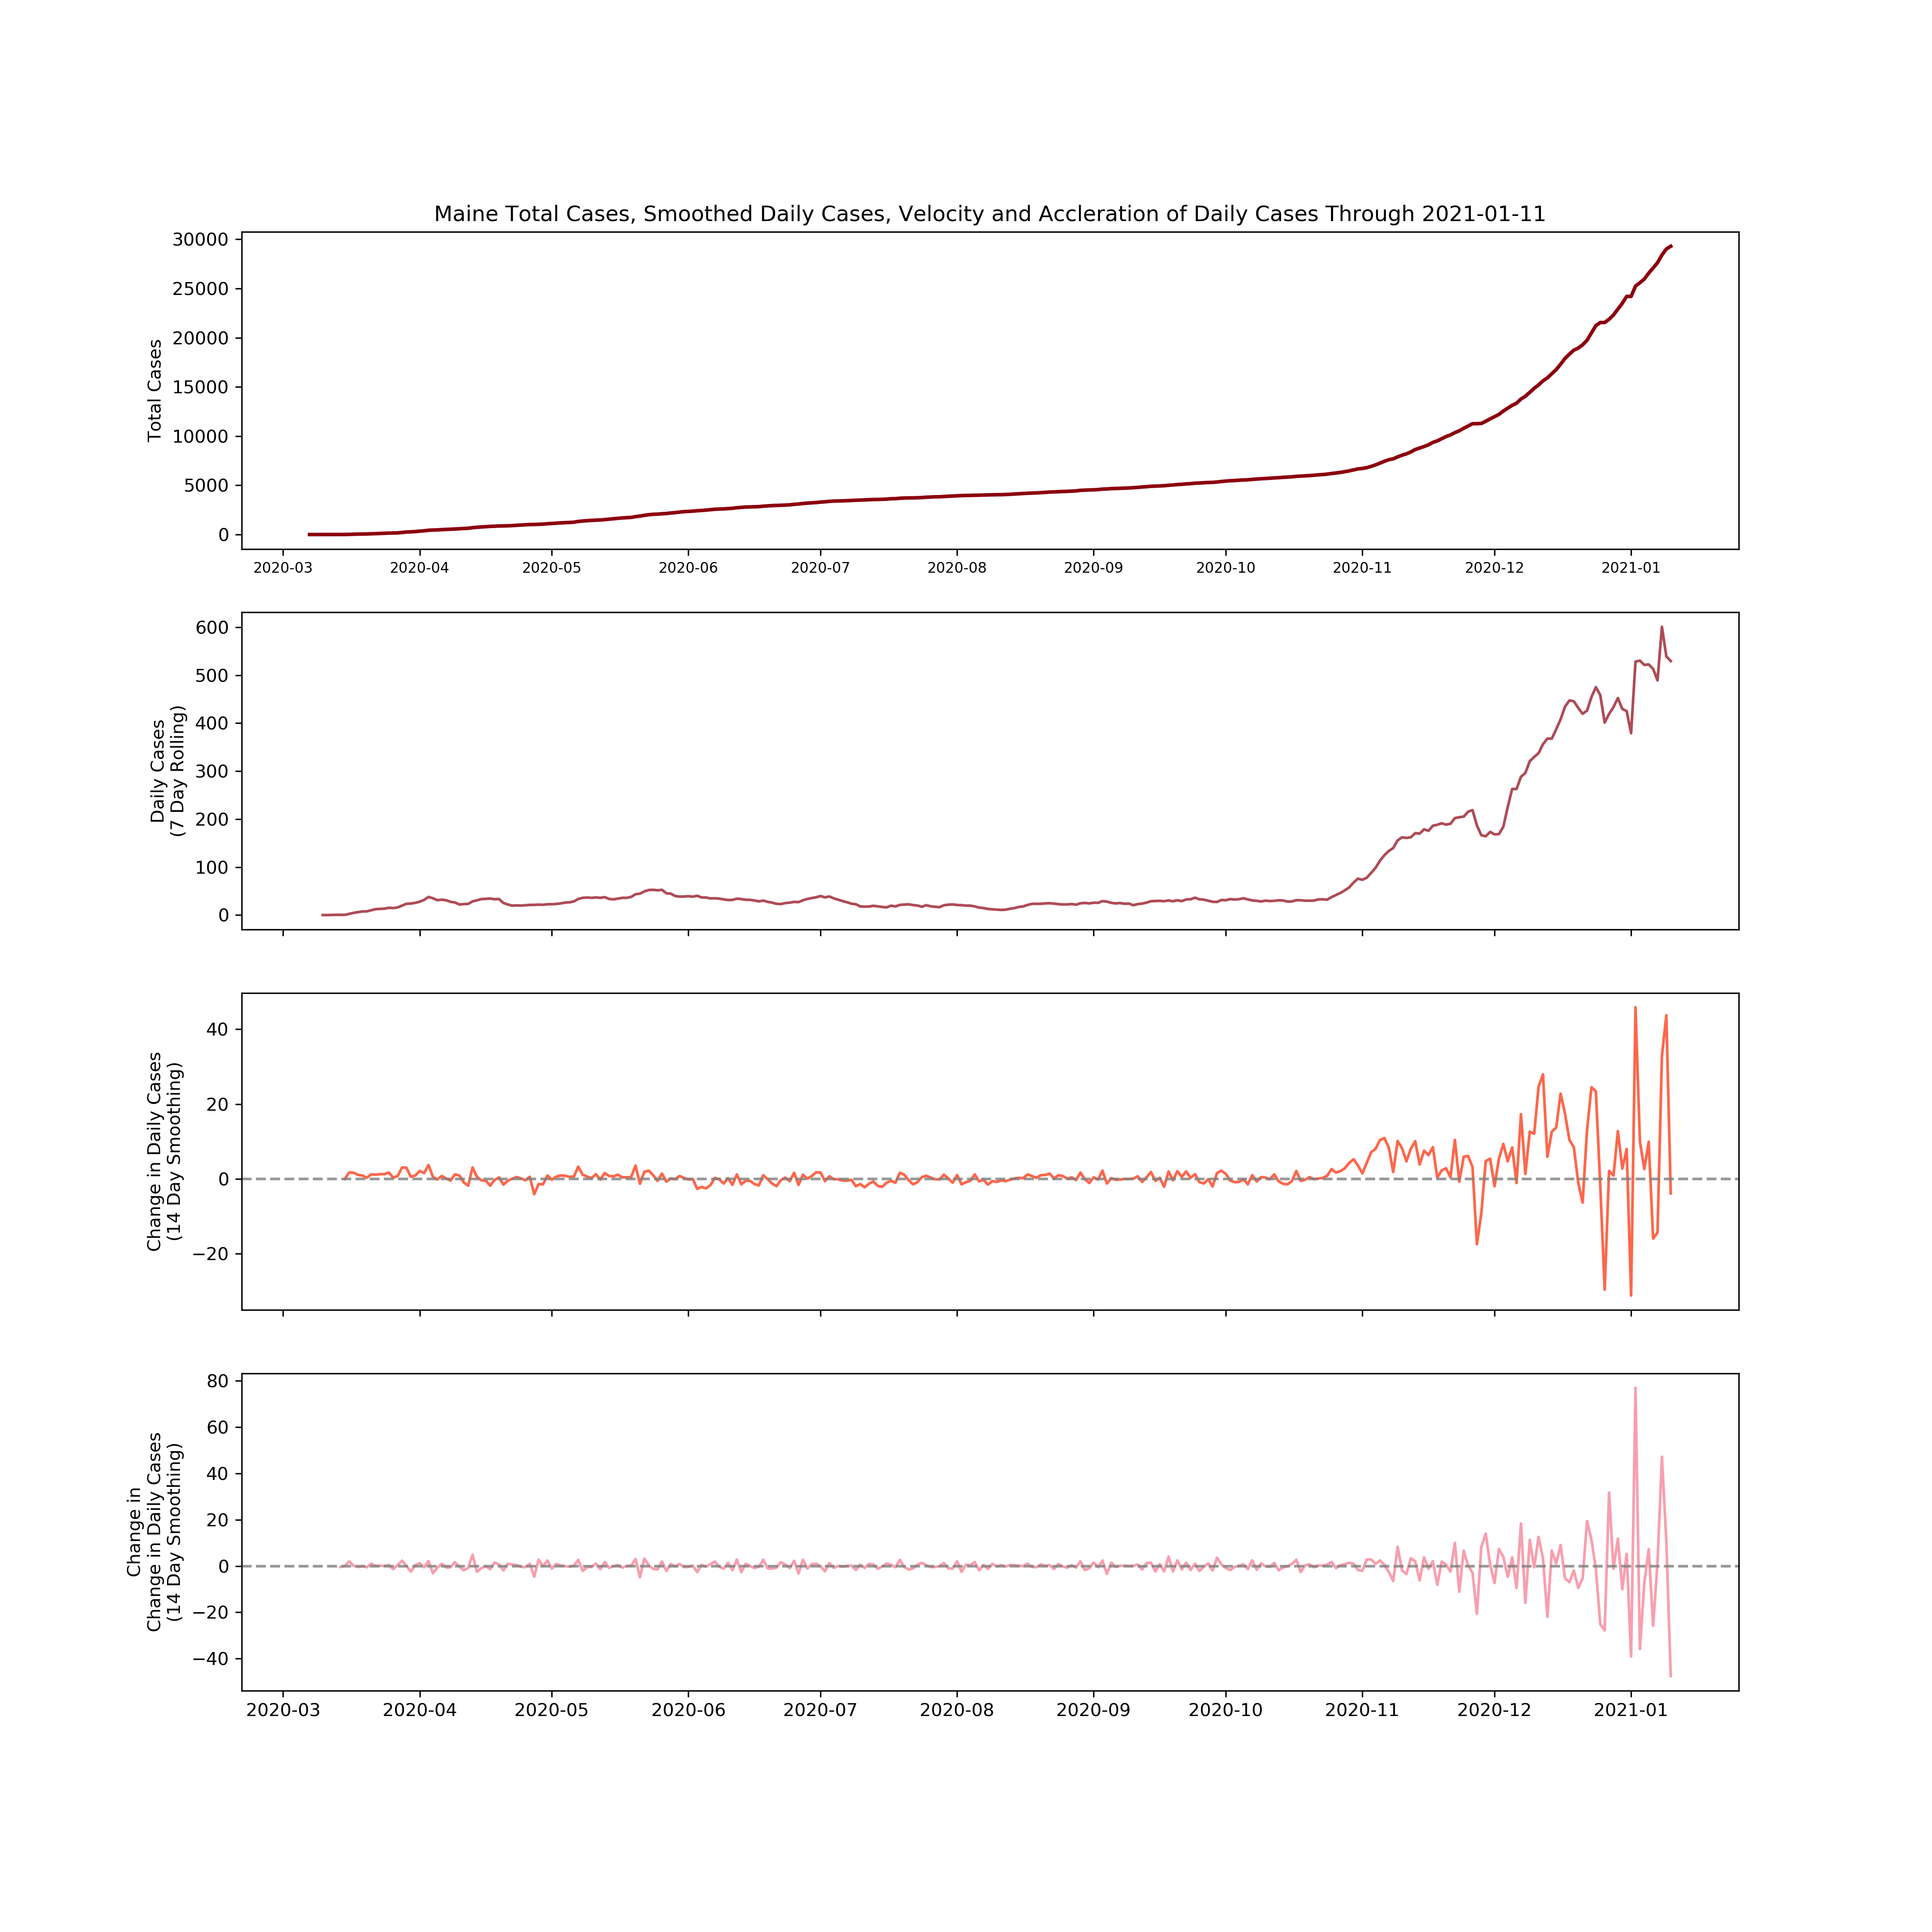 Maine Total Cases, Smoothed Daily Cases, Velocity and Accleration of Daily Cases Through 2021-01-11
Total Cases
30000
25000
20000
15000
10000
5000
0
2020-03 2020-04 2020-05 2020-06 2020-07 2020-08 2020-09 2020-10 2020-11 2020-12 2021-01
Daily Cases
(7 Day Rolling)
600
500
400
300
200
100
0
Change in Daily Cases
(14 Day Smoothing)
40
20
0
−20
Change in
Change in Daily Cases
(14 Day Smoothing)
80
60
40
20
0
−20
−40
2020-03 2020-04 2020-05 2020-06 2020-07 2020-08 2020-09 2020-10 2020-11 2020-12 2021-01